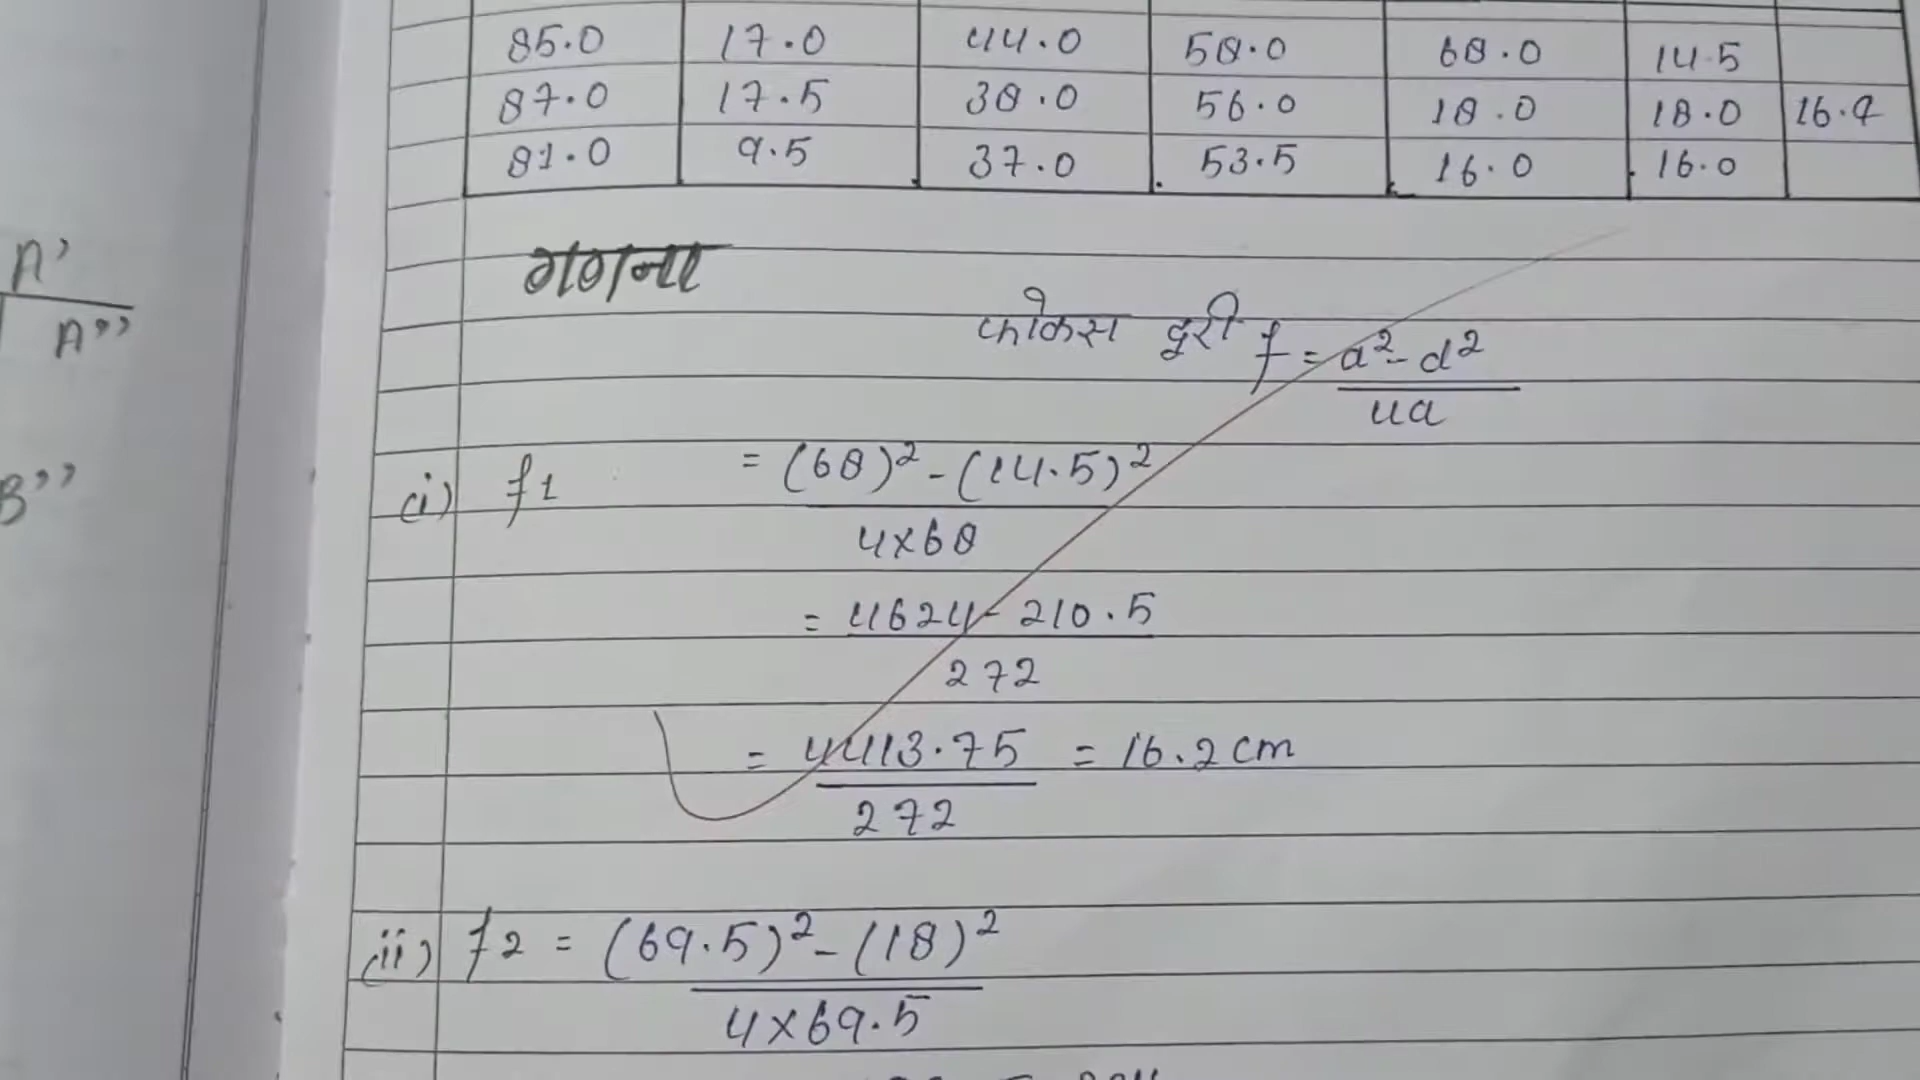 85.0 17.0 44.0 58.0 68.0 14.5
87.0 17.5 38.0 56.0 18.0 18.0 16.9
81.0 9.5 37.0 53.5 16.0 16.0
A’
A’’
B’’
गणना
फोकस दुरी f = a² - d²
4a
(i) f1 = (68)² - (14.5)²
4×68
= 4624 - 210.5
272
= 4413.75 = 16.2 cm
272
(ii) f2 = (69.5)² - (18)²
4×69.5